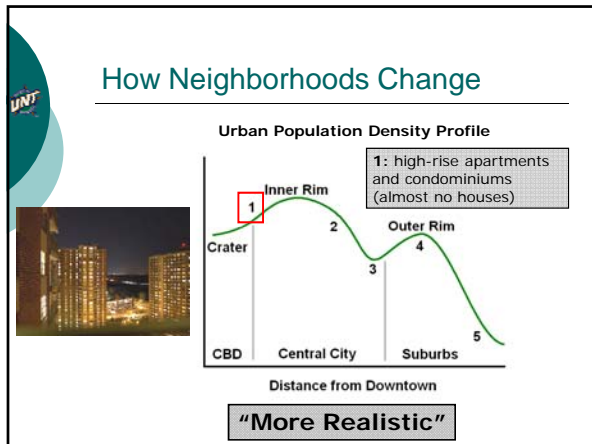 How Neighborhoods Change
UNT
Urban Population Density Profile
1: high-rise apartments
and condominiums
(almost no houses)
Inner Rim
1
2
Outer Rim
4
Crater
3
5
CBD
Central City
Suburbs
Distance from Downtown
"More Realistic"